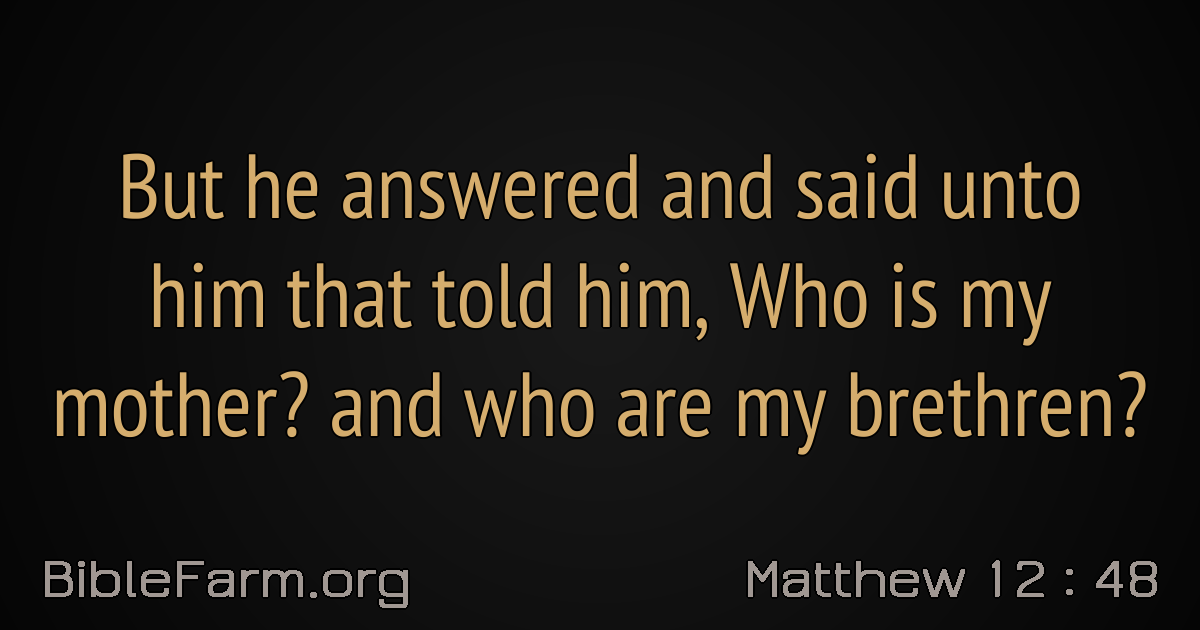 But he answered and said unto
him that told him, Who is my
mother? and who are my brethren?
BibleFarm.org
Matthew 12 : 48